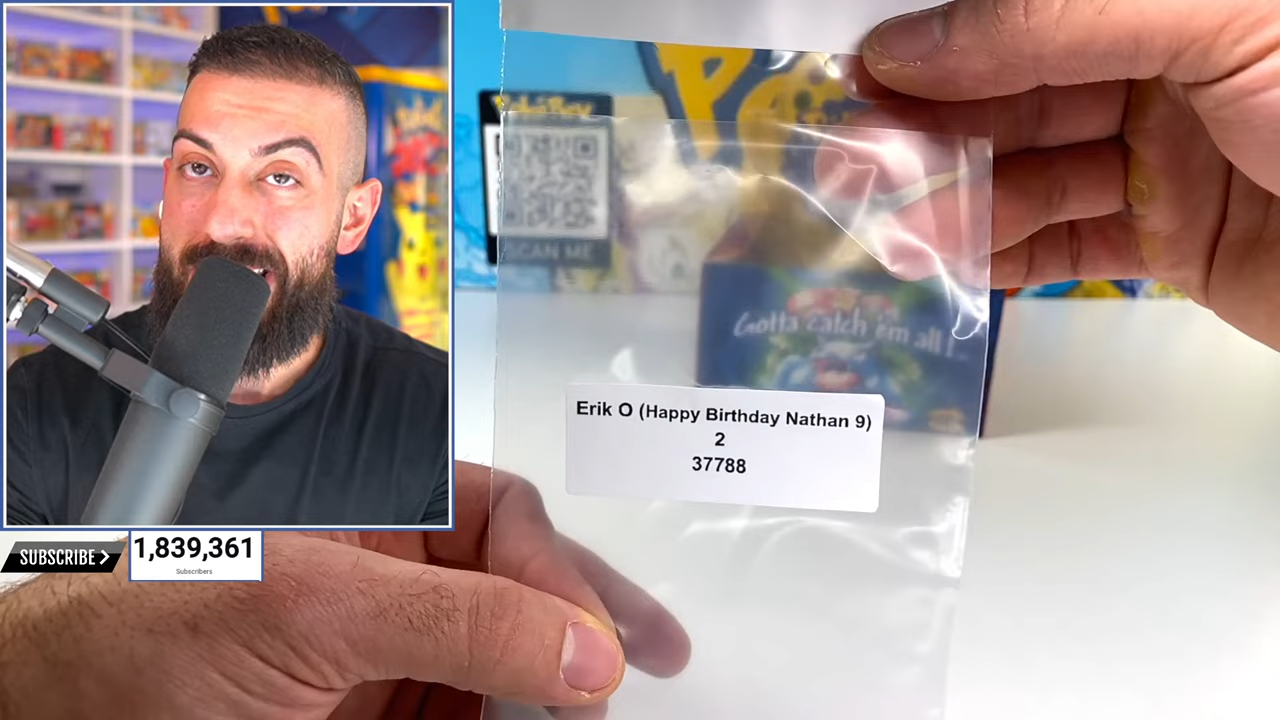 SCAN ME
Gotta catch 'em all!
Erik O (Happy Birthday Nathan 9)
2
37788
SUBSCRIBE
1,839,361
Subscribers